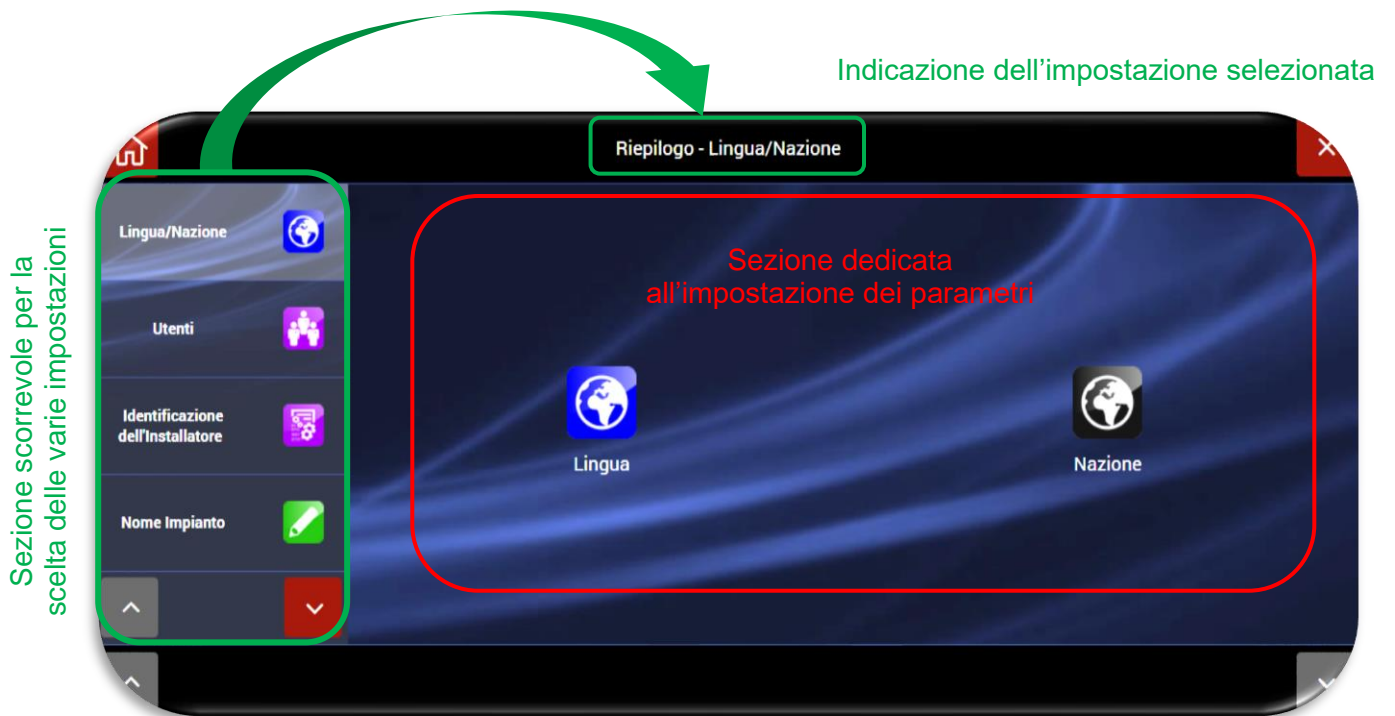 Indicazione dell’impostazione selezionata
Riepilogo - Lingua/Nazione
Sezione scorrevole per la
scelta delle varie impostazioni
Lingua/Nazione
Utenti
Identificazione
dell'Installatore
Nome Impianto
Sezione dedicata
all’impostazione dei parametri
Lingua
Nazione